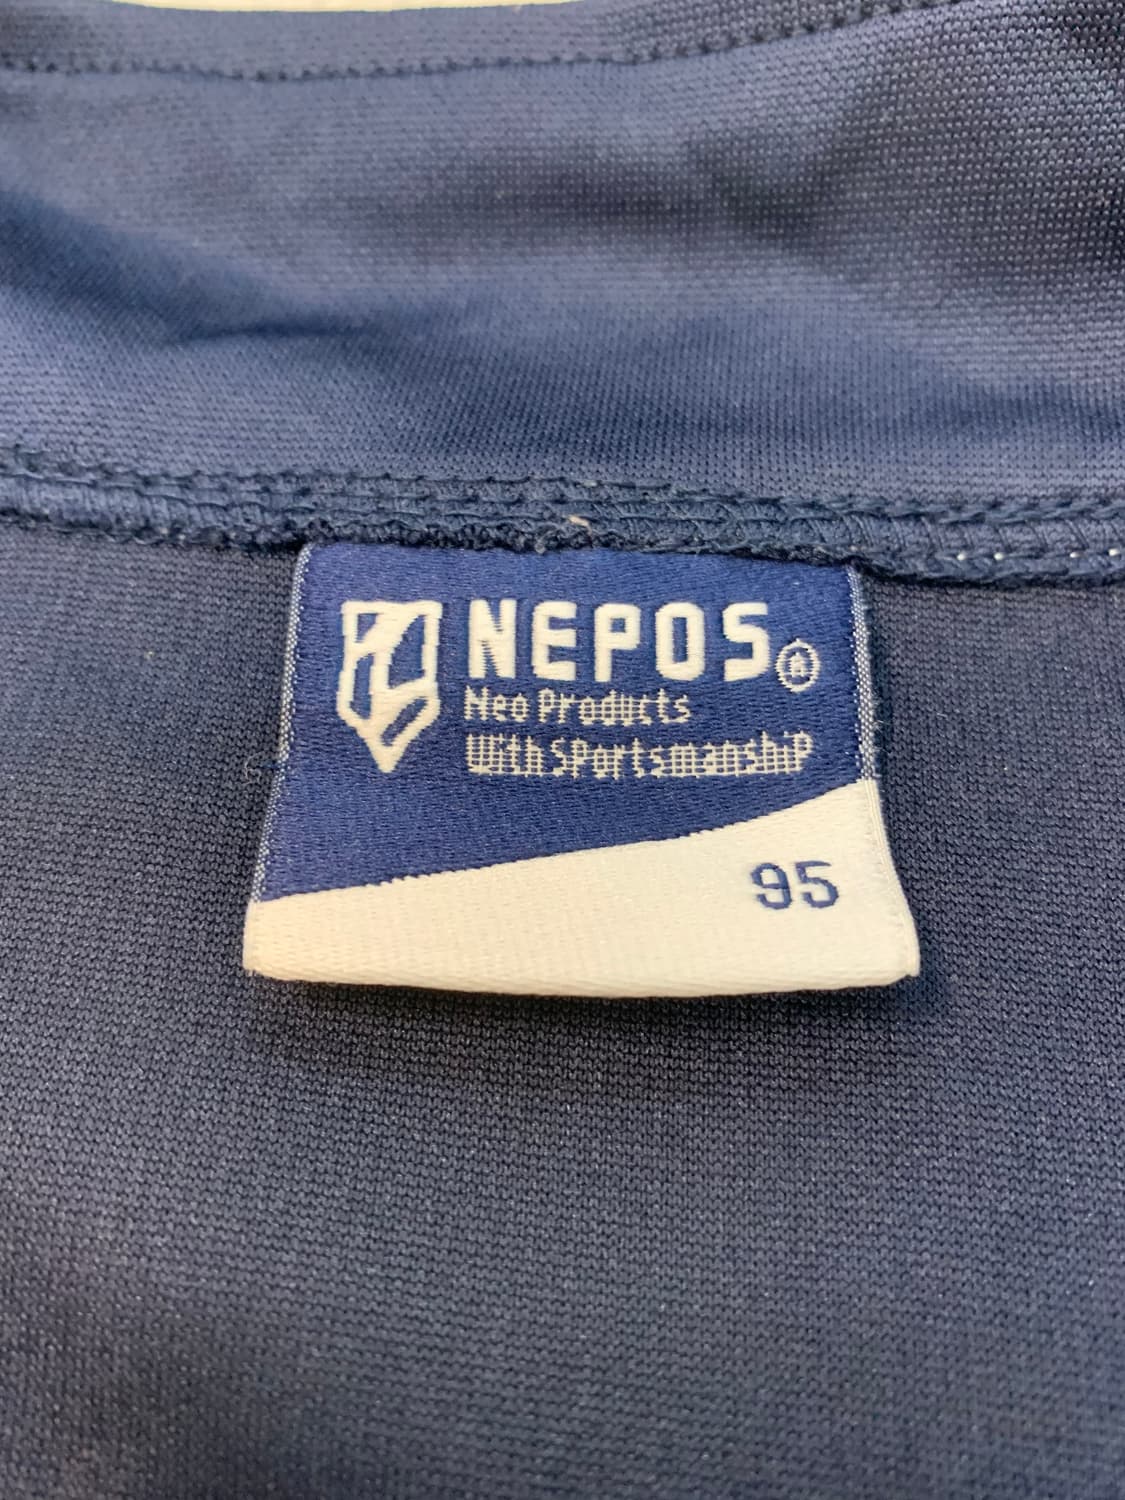 NEPOS®
Neo Products
With SPortsmanshiP
95